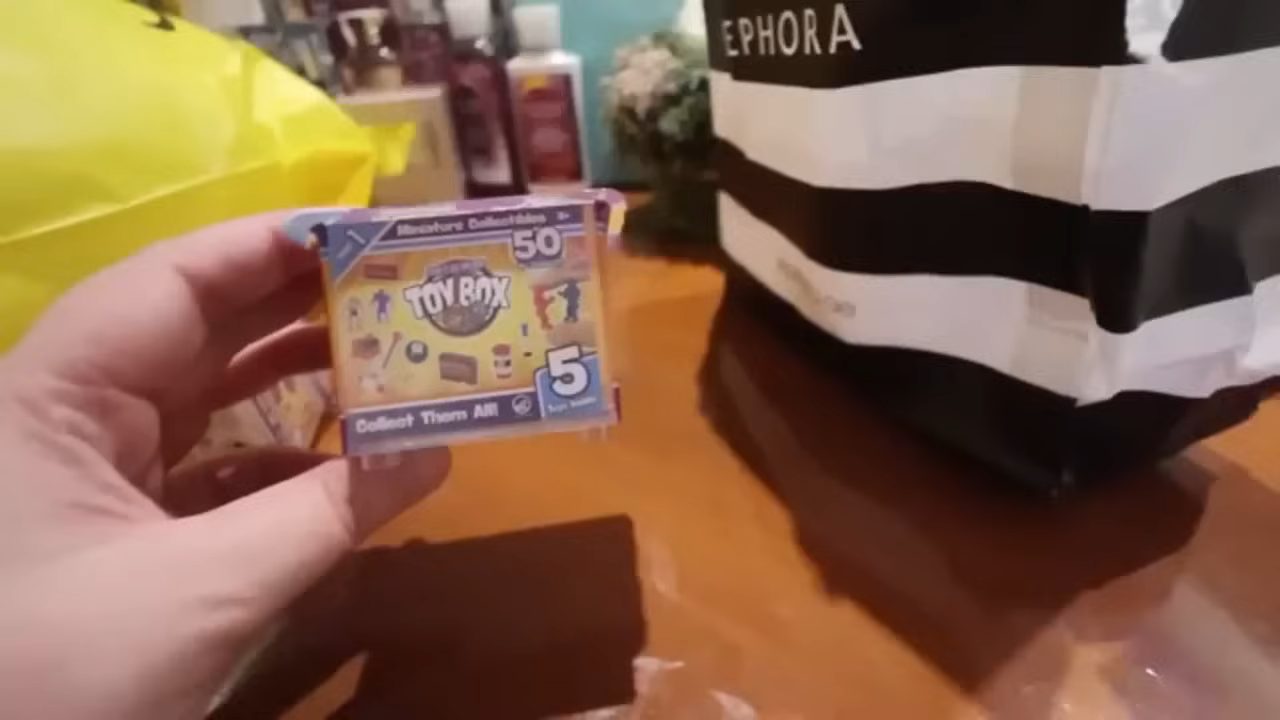 EPHORA
Miniature Collectibles
50
TOY BOX
5
Collect Them All!